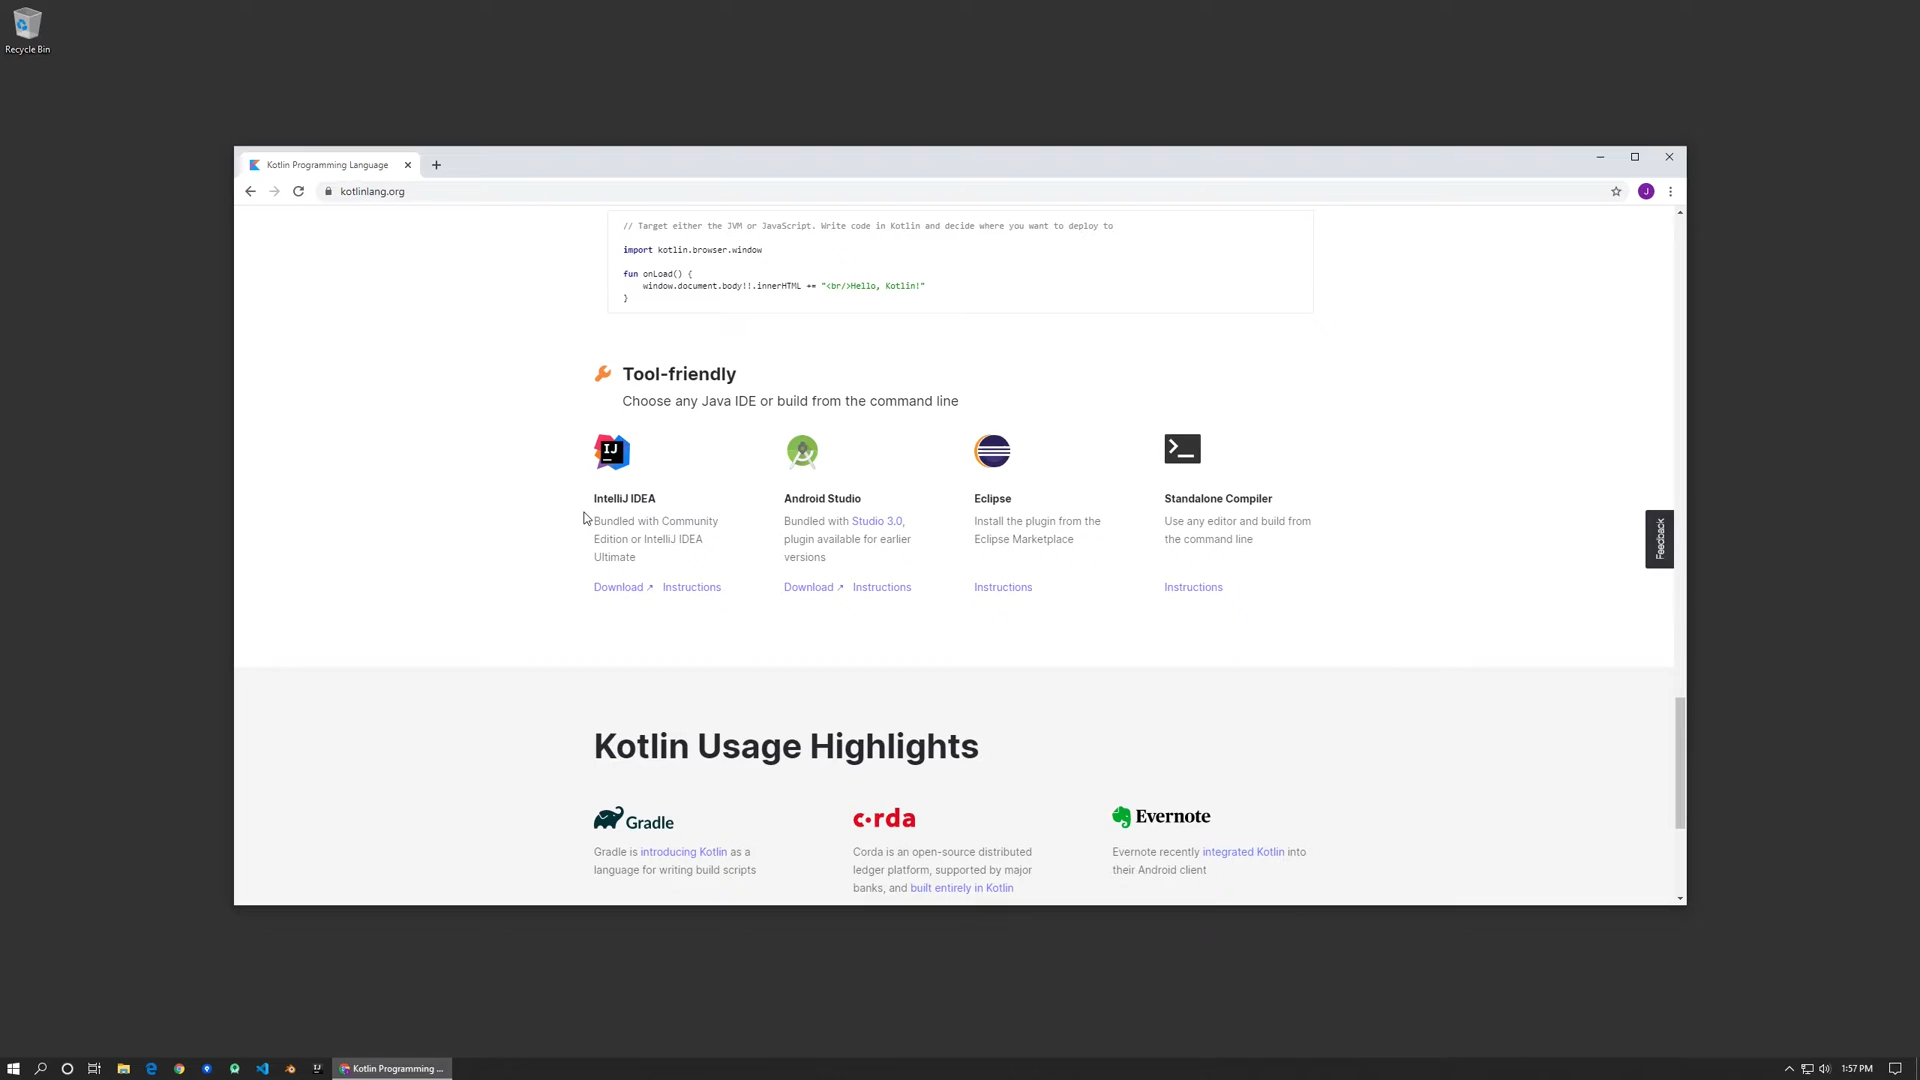 Recycle Bin
Kotlin Programming Language
kotlinlang.org
J
// Target either the JVM or JavaScript. Write code in Kotlin and decide where you want to deploy to
import kotlin.browser.window
fun onLoad() {
    window.document.body!!.innerHTML += "<br/>Hello, Kotlin!"
}
Tool-friendly
Choose any Java IDE or build from the command line
IJ
IntelliJ IDEA
Bundled with Community
Edition or IntelliJ IDEA
Ultimate
Download ↗ Instructions
Android Studio
Bundled with Studio 3.0,
plugin available for earlier
versions
Download ↗ Instructions
Eclipse
Install the plugin from the
Eclipse Marketplace
Instructions
Standalone Compiler
Use any editor and build from
the command line
Instructions
Feedback
Kotlin Usage Highlights
Gradle
Gradle is introducing Kotlin as a
language for writing build scripts
c·rda
Corda is an open-source distributed
ledger platform, supported by major
banks, and built entirely in Kotlin
Evernote
Evernote recently integrated Kotlin into
their Android client
Kotlin Programming ...
1:57 PM